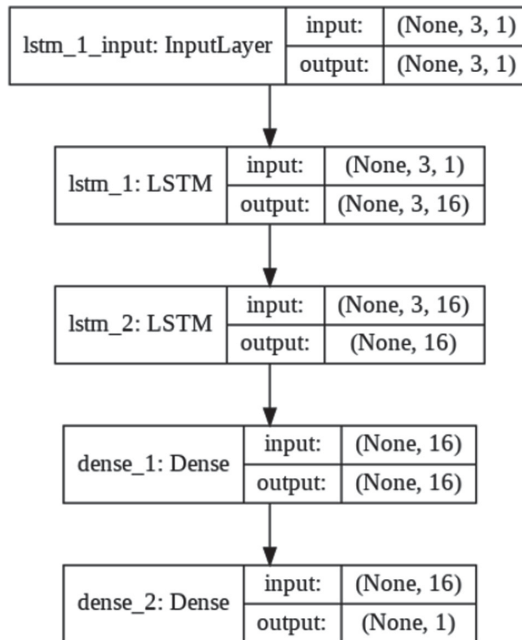 lstm_1_input: InputLayer
input: (None, 3, 1)
output: (None, 3, 1)
lstm_1: LSTM
input: (None, 3, 1)
output: (None, 3, 16)
lstm_2: LSTM
input: (None, 3, 16)
output: (None, 16)
dense_1: Dense
input: (None, 16)
output: (None, 16)
dense_2: Dense
input: (None, 16)
output: (None, 1)